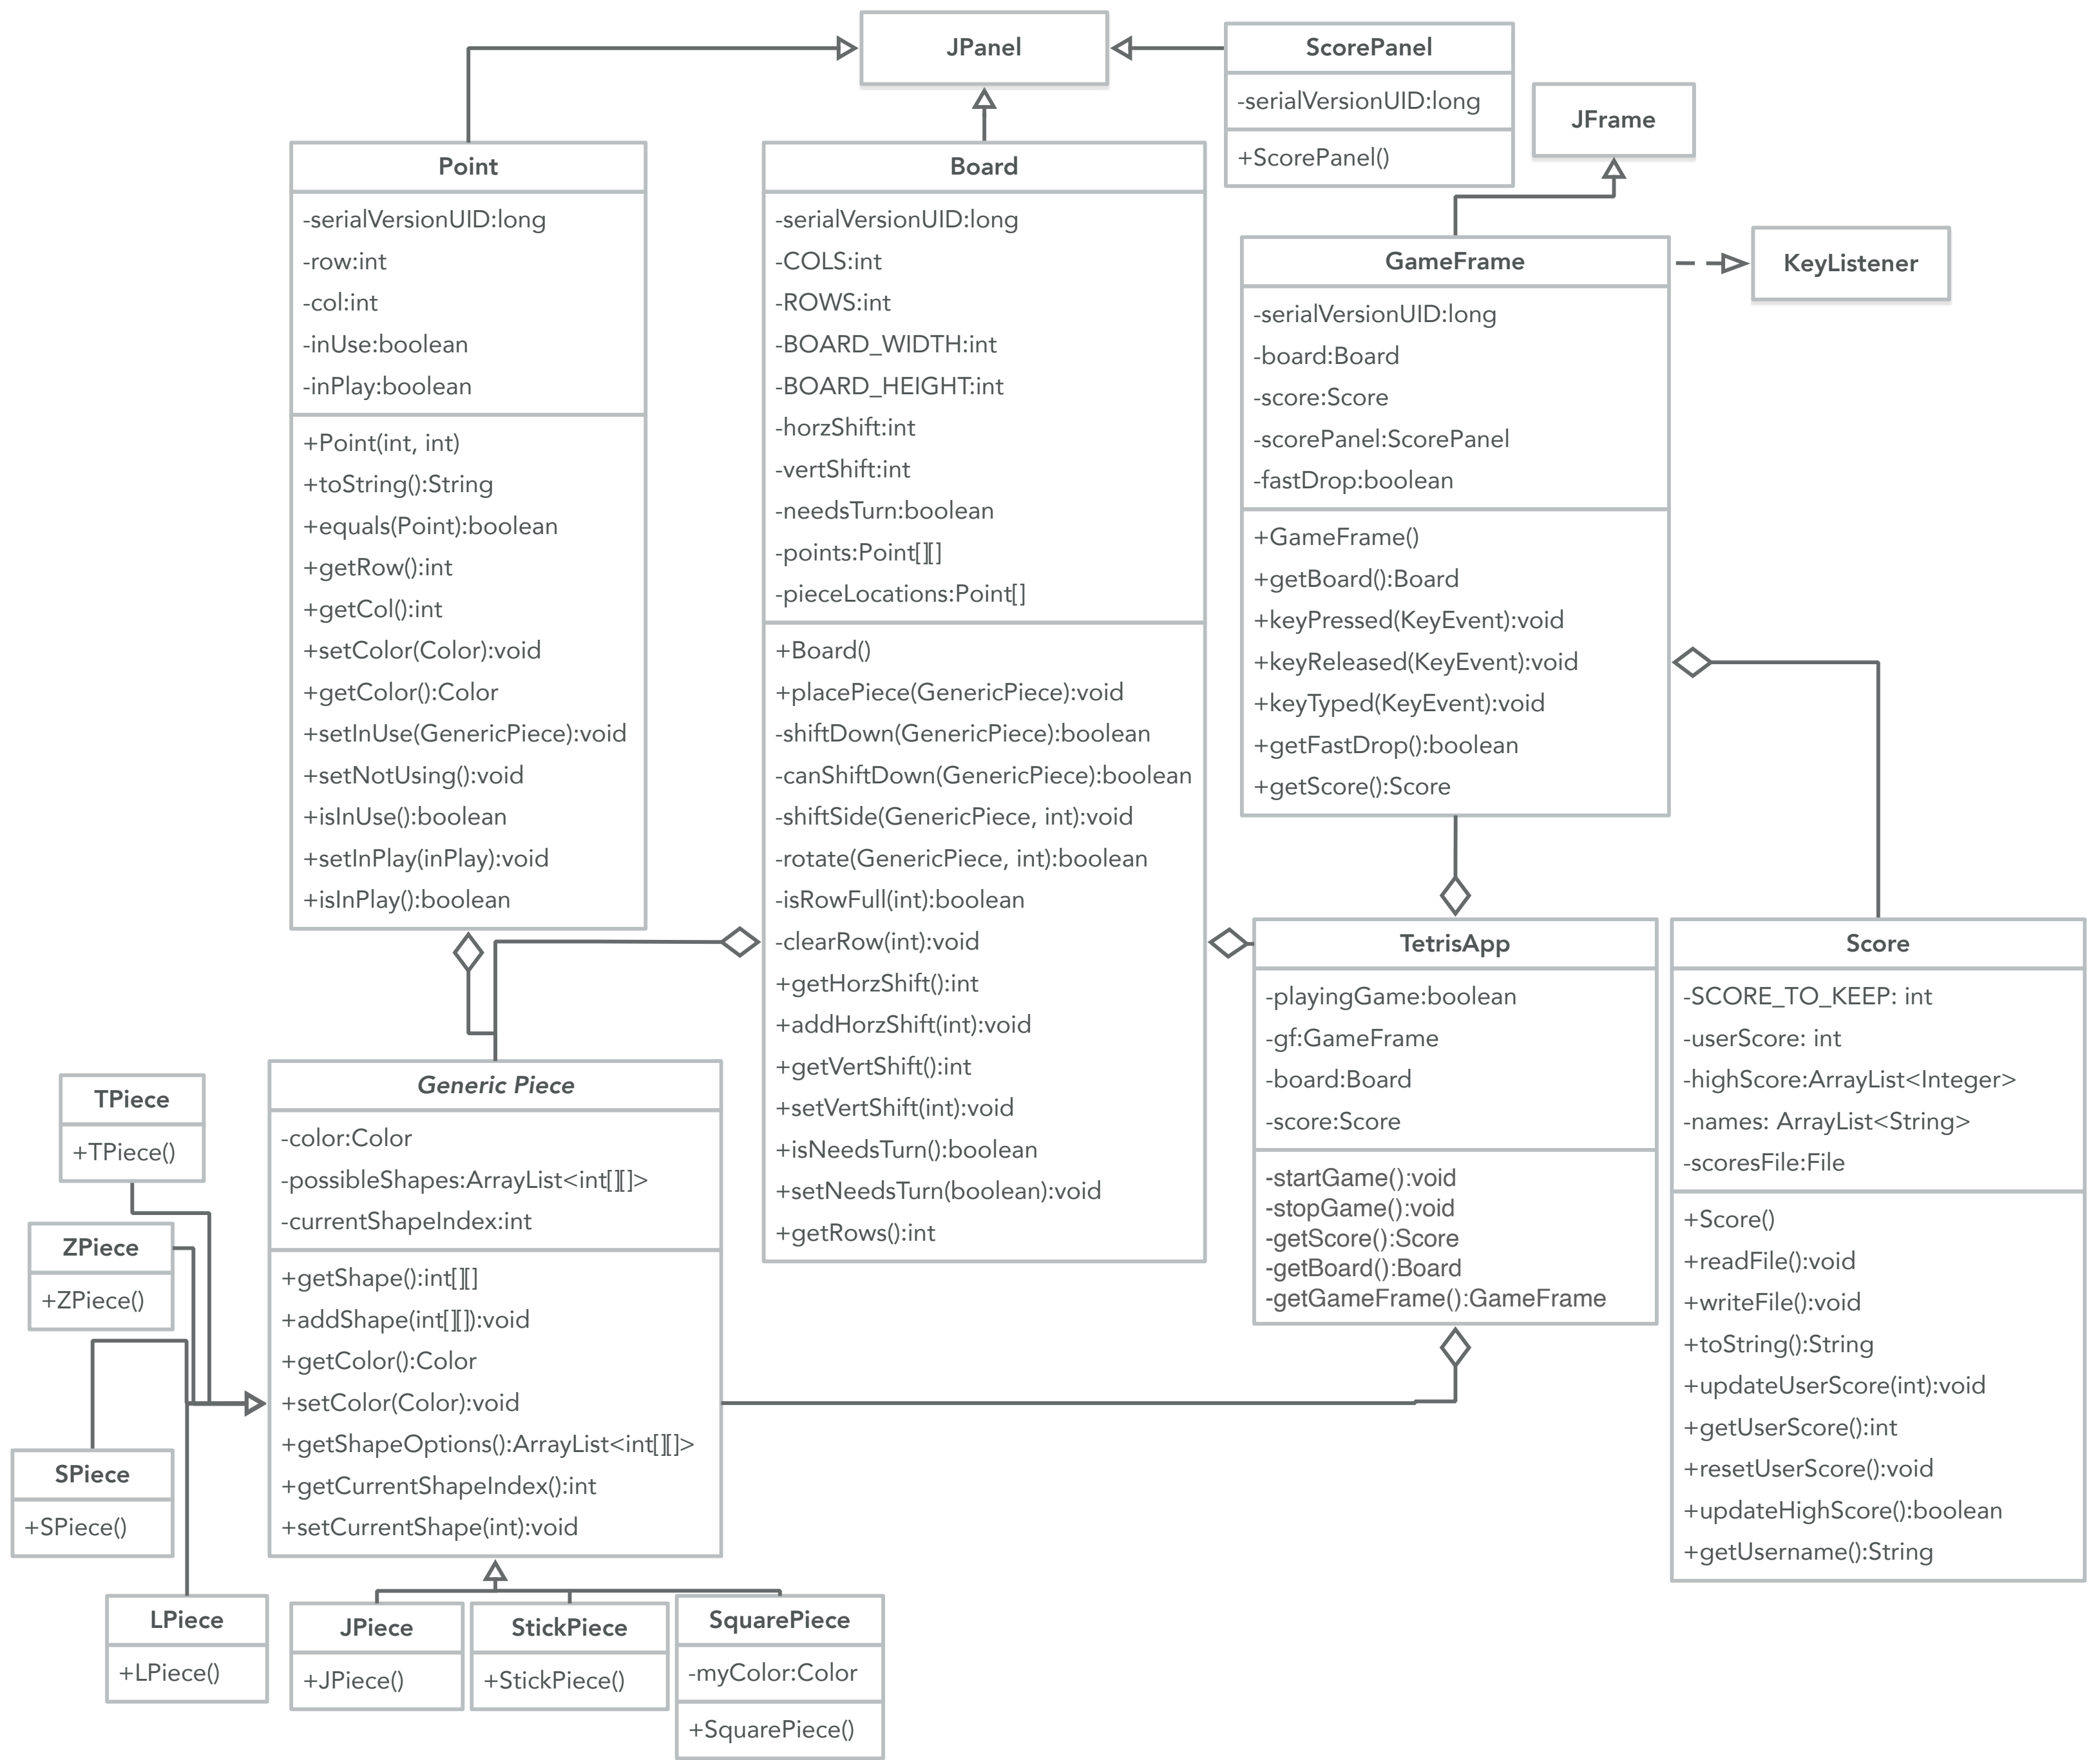 JPanel
ScorePanel
-serialVersionUID:long
+ScorePanel()
JFrame
KeyListener
Point
-serialVersionUID:long
-row:int
-col:int
-inUse:boolean
-inPlay:boolean
+Point(int, int)
+toString():String
+equals(Point):boolean
+getRow():int
+getCol():int
+setColor(Color):void
+getColor():Color
+setInUse(GenericPiece):void
+setNotUsing():void
+isInUse():boolean
+setInPlay(inPlay):void
+isInPlay():boolean
Board
-serialVersionUID:long
-COLS:int
-ROWS:int
-BOARD_WIDTH:int
-BOARD_HEIGHT:int
-horzShift:int
-vertShift:int
-needsTurn:boolean
-points:Point[][]
-pieceLocations:Point[]
+Board()
+placePiece(GenericPiece):void
-shiftDown(GenericPiece):boolean
-canShiftDown(GenericPiece):boolean
-shiftSide(GenericPiece, int):void
-rotate(GenericPiece, int):boolean
-isRowFull(int):boolean
-clearRow(int):void
+getHorzShift():int
+addHorzShift(int):void
+getVertShift():int
+setVertShift(int):void
+isNeedsTurn():boolean
+setNeedsTurn(boolean):void
+getRows():int
GameFrame
-serialVersionUID:long
-board:Board
-score:Score
-scorePanel:ScorePanel
-fastDrop:boolean
+GameFrame()
+getBoard():Board
+keyPressed(KeyEvent):void
+keyReleased(KeyEvent):void
+keyTyped(KeyEvent):void
+getFastDrop():boolean
+getScore():Score
TetrisApp
-playingGame:boolean
-gf:GameFrame
-board:Board
-score:Score
-startGame():void
-stopGame():void
-getScore():Score
-getBoard():Board
-getGameFrame():GameFrame
Score
-SCORE_TO_KEEP: int
-userScore: int
-highScore:ArrayList<Integer>
-names: ArrayList<String>
-scoresFile:File
+Score()
+readFile():void
+writeFile():void
+toString():String
+updateUserScore(int):void
+getUserScore():int
+resetUserScore():void
+updateHighScore():boolean
+getUsername():String
Generic Piece
-color:Color
-possibleShapes:ArrayList<int[][]>
-currentShapeIndex:int
+getShape():int[][]
+addShape(int[][]):void
+getColor():Color
+setColor(Color):void
+getShapeOptions():ArrayList<int[][]>
+getCurrentShapeIndex():int
+setCurrentShape(int):void
TPiece
+TPiece()
ZPiece
+ZPiece()
SPiece
+SPiece()
LPiece
+LPiece()
JPiece
+JPiece()
StickPiece
+StickPiece()
SquarePiece
-myColor:Color
+SquarePiece()